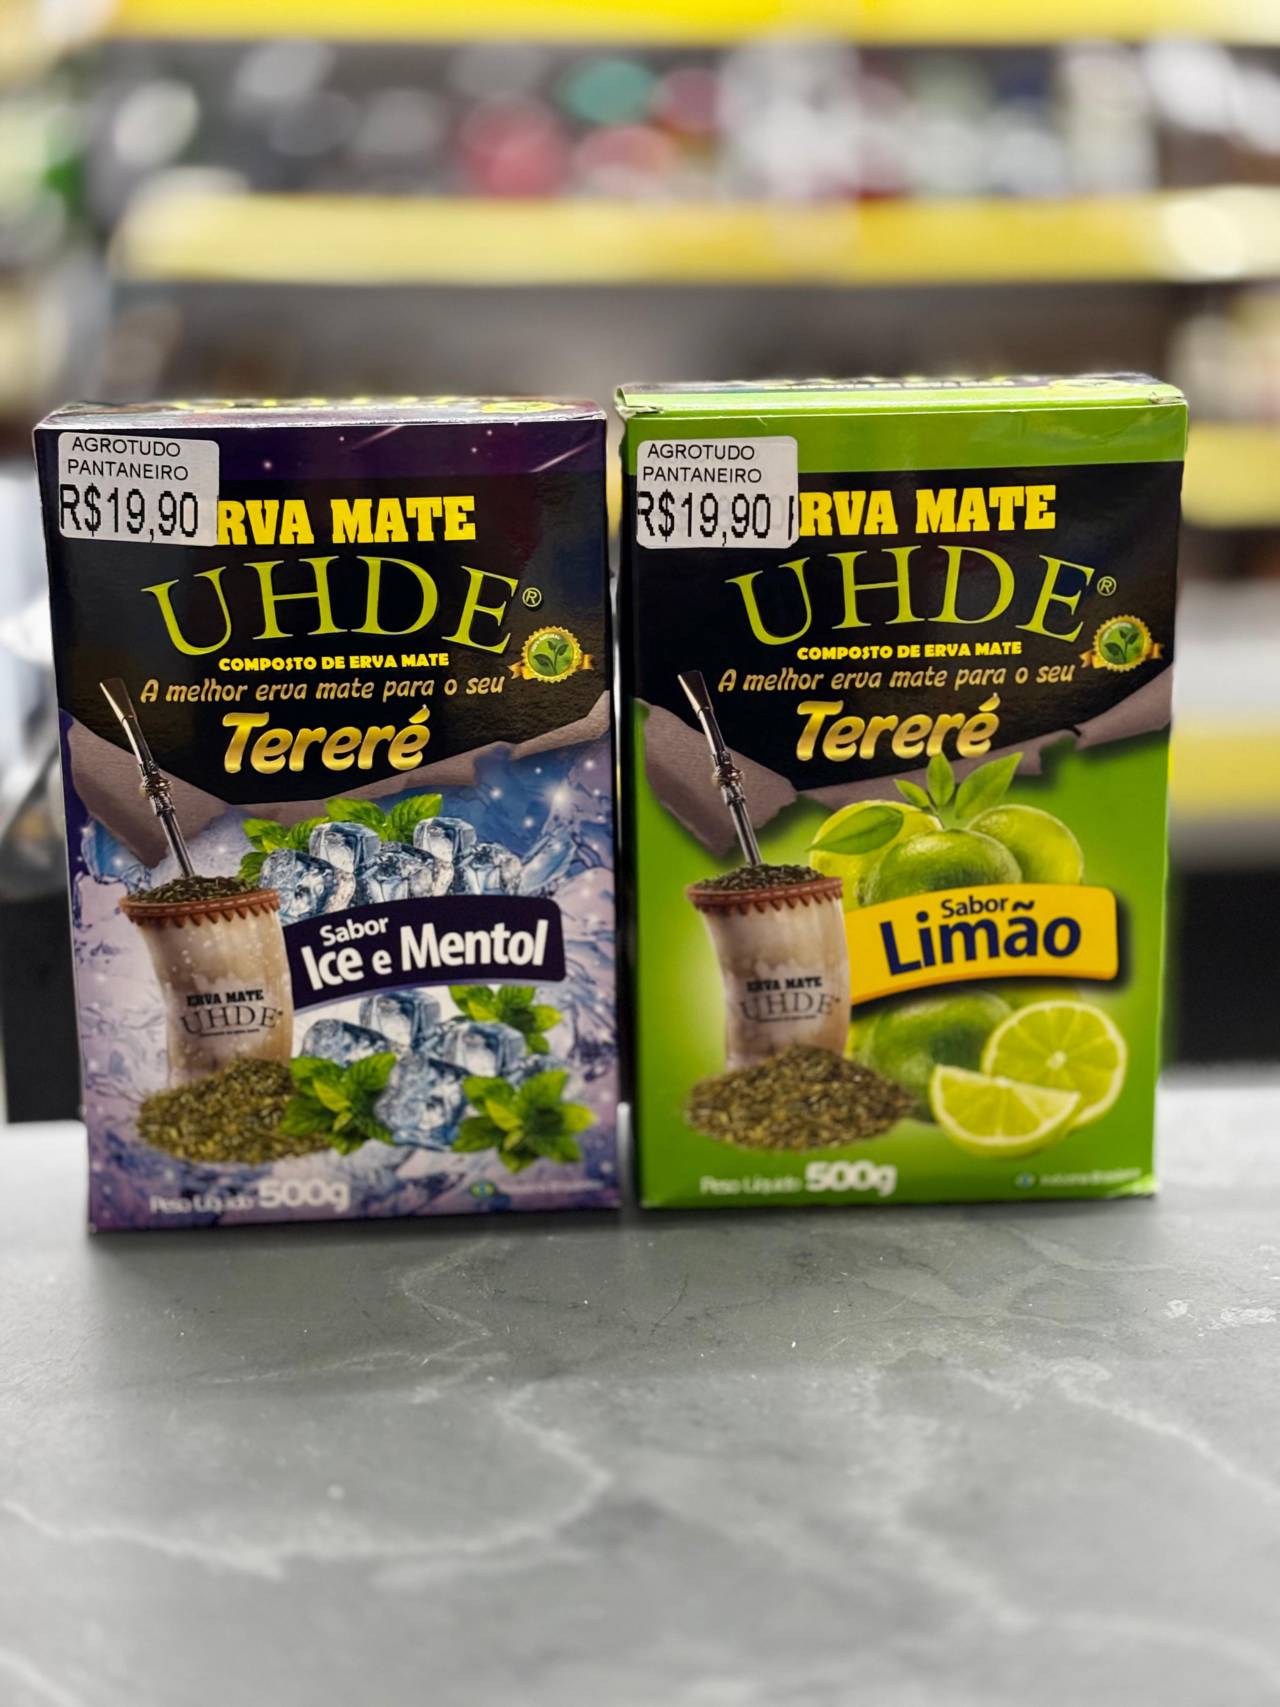 AGROTUDO
PANTANEIRO
R$19,90
RVA MATE
UHDE®
COMPOSTO DE ERVA MATE
A melhor erva mate para o seu
Tereré
Sabor
Ice e Mentol
ERVA MATE
UHDE
Peso Líquido 500g
AGROTUDO
PANTANEIRO
R$19,90
RVA MATE
UHDE®
COMPOSTO DE ERVA MATE
A melhor erva mate para o seu
Tereré
Sabor
Limão
ERVA MATE
UHDE
Peso Líquido 500g